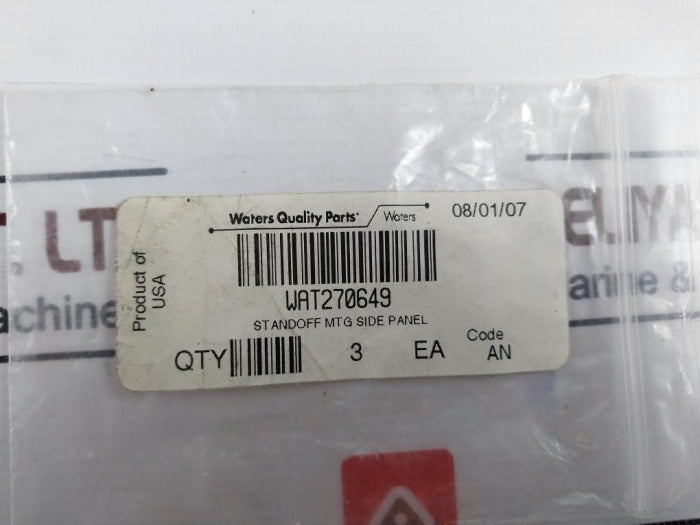 Waters Quality Parts Waters 08/01/07
Product of
USA
WAT270649
STANDOFF MTG SIDE PANEL
QTY 3 EA
Code
AN
LT
achine
ELIYA
arine &